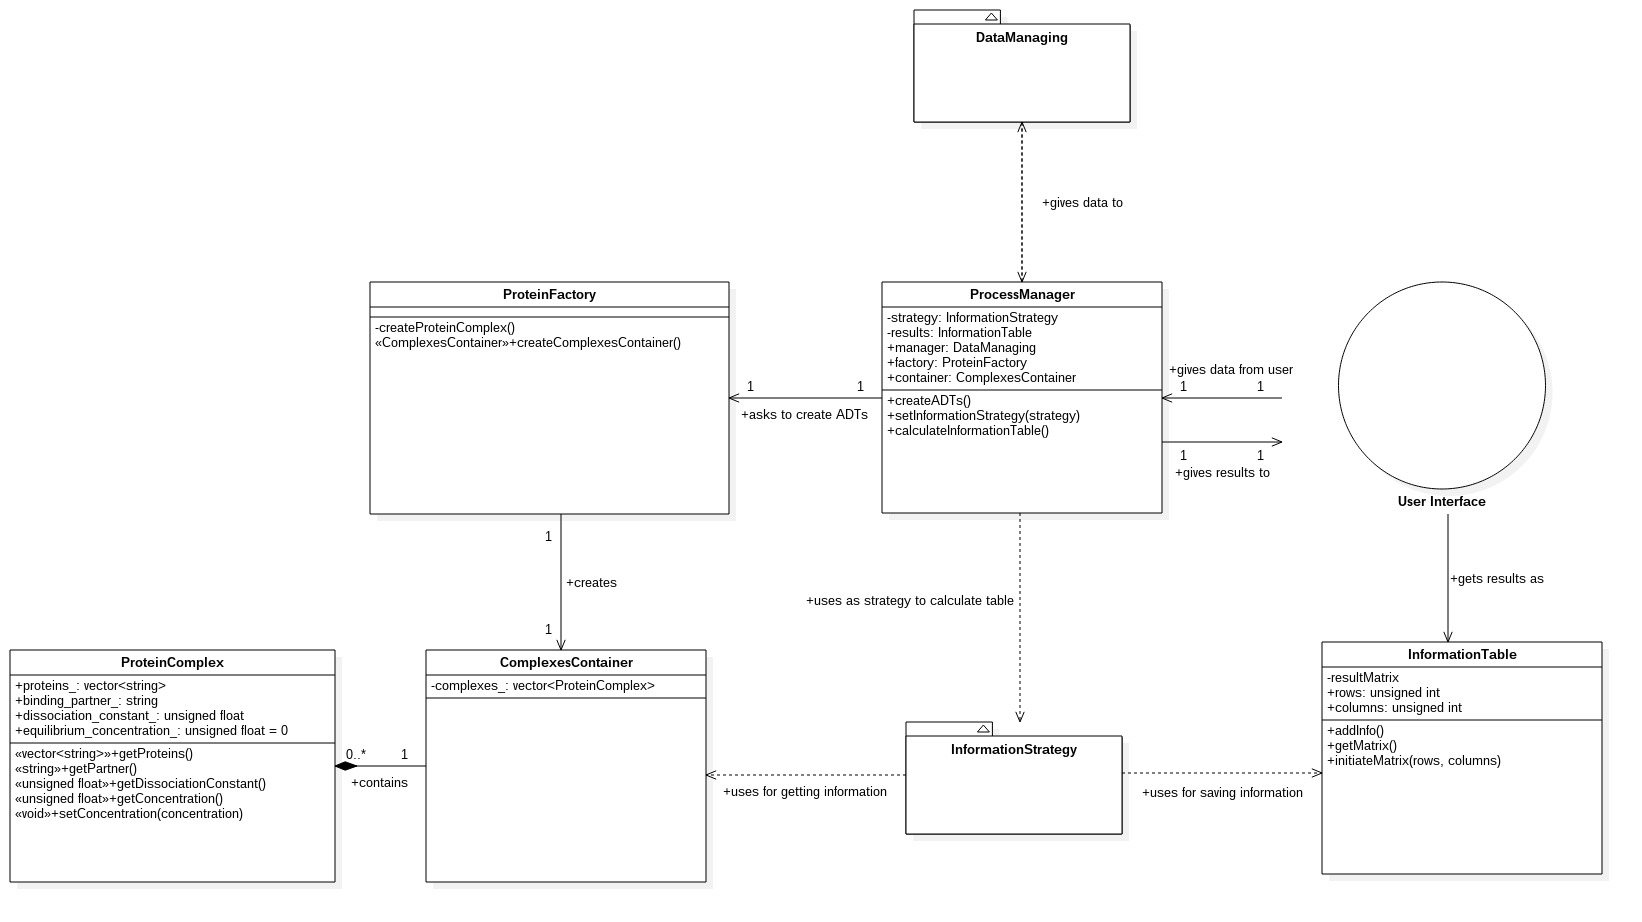 DataManaging
+gives data to
ProteinFactory
-createProteinComplex()
«ComplexesContainer»+createComplexesContainer()
ProcessManager
-strategy: InformationStrategy
-results: InformationTable
+manager: DataManaging
+factory: ProteinFactory
+container: ComplexesContainer
+createADTs()
+setInformationStrategy(strategy)
+calculateInformationTable()
1 1
+asks to create ADTs
+gives data from user
1 1
1 1
+gives results to
User Interface
1
+creates
1
+uses as strategy to calculate table
+gets results as
ProteinComplex
+proteins_: vector<string>
+binding_partner_: string
+dissociation_constant_: unsigned float
+equilibrium_concentration_: unsigned float = 0
«vector<string>»+getProteins()
«string»+getPartner()
«unsigned float»+getDissociationConstant()
«unsigned float»+getConcentration()
«void»+setConcentration(concentration)
0..* 1
+contains
ComplexesContainer
-complexes_: vector<ProteinComplex>
+uses for getting information
InformationStrategy
+uses for saving information
InformationTable
-resultMatrix
+rows: unsigned int
+columns: unsigned int
+addInfo()
+getMatrix()
+initiateMatrix(rows, columns)